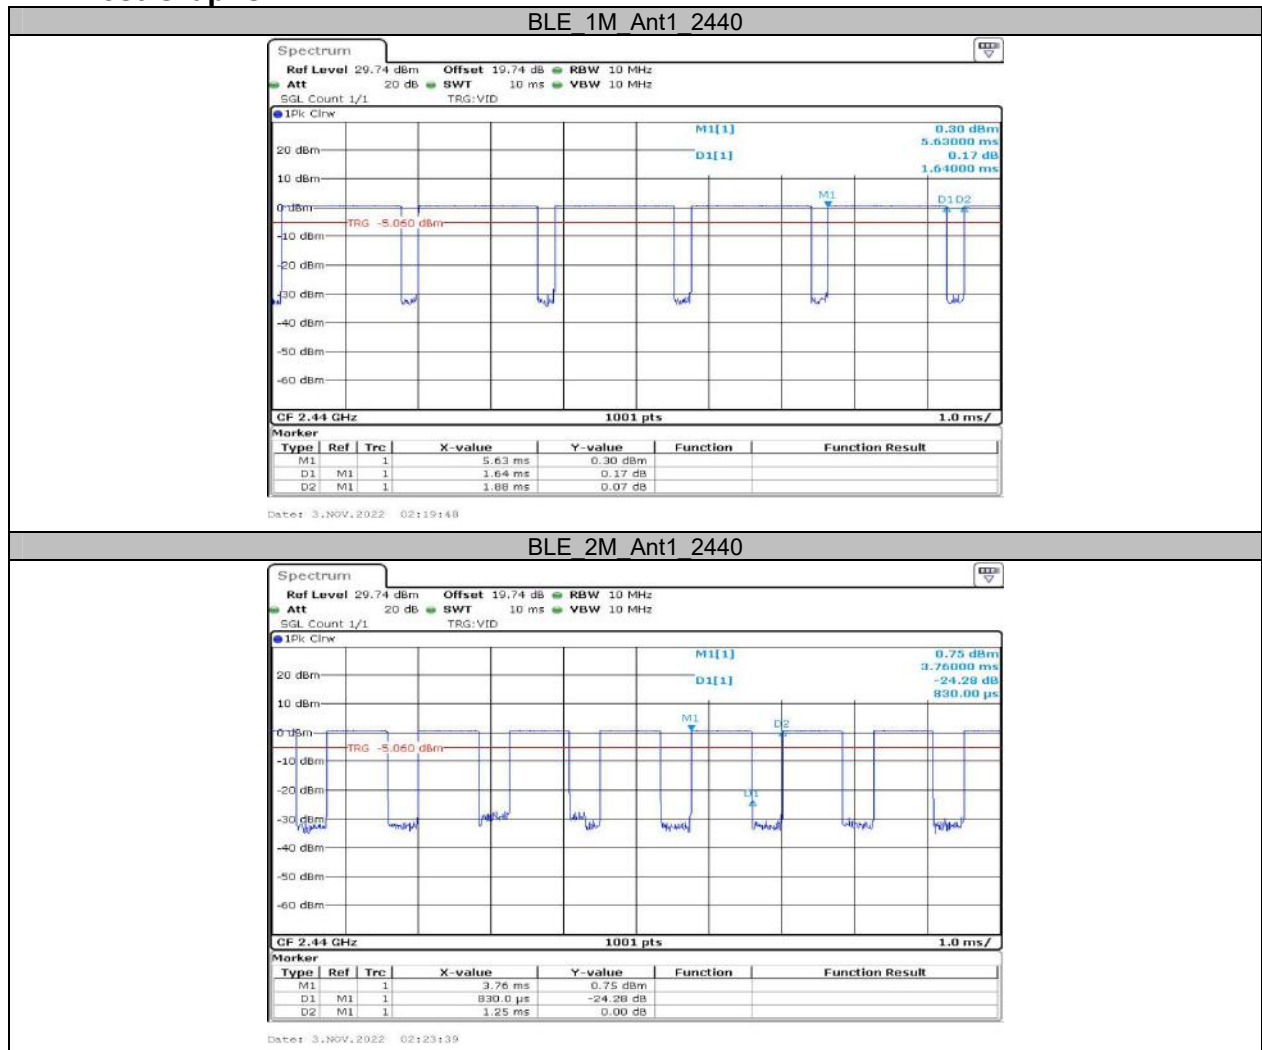 BLE_1M_Ant1_2440
Spectrum
Ref Level 29.74 dBm Offset 19.74 dB RBW 10 MHz
Att 20 dB SWT 10 ms VBW 10 MHz
SGL Count 1/1 TRG:VID
1Pk Clrw
M1[1] 0.30 dBm
5.63000 ms
20 dBm
D1[1] 0.17 dB
1.64000 ms
10 dBm
M1
D1 D2
0 dBm
TRG -5.060 dBm
-10 dBm
-20 dBm
-30 dBm
-40 dBm
-50 dBm
-60 dBm
CF 2.44 GHz 1001 pts 1.0 ms/
Marker
Type Ref Trc X-value Y-value Function Function Result
M1 1 5.63 ms 0.30 dBm
D1 M1 1 1.64 ms 0.17 dB
D2 M1 1 1.88 ms 0.07 dB
Date: 3.NOV.2022 02:19:48
BLE_2M_Ant1_2440
Spectrum
Ref Level 29.74 dBm Offset 19.74 dB RBW 10 MHz
Att 20 dB SWT 10 ms VBW 10 MHz
SGL Count 1/1 TRG:VID
1Pk Clrw
M1[1] 0.75 dBm
3.76000 ms
20 dBm
D1[1] -24.28 dB
830.00 µs
10 dBm
M1
D2
0 dBm
TRG -5.060 dBm
-10 dBm
-20 dBm
D1
-30 dBm
-40 dBm
-50 dBm
-60 dBm
CF 2.44 GHz 1001 pts 1.0 ms/
Marker
Type Ref Trc X-value Y-value Function Function Result
M1 1 3.76 ms 0.75 dBm
D1 M1 1 830.0 µs -24.28 dB
D2 M1 1 1.25 ms 0.00 dB
Date: 3.NOV.2022 02:23:39